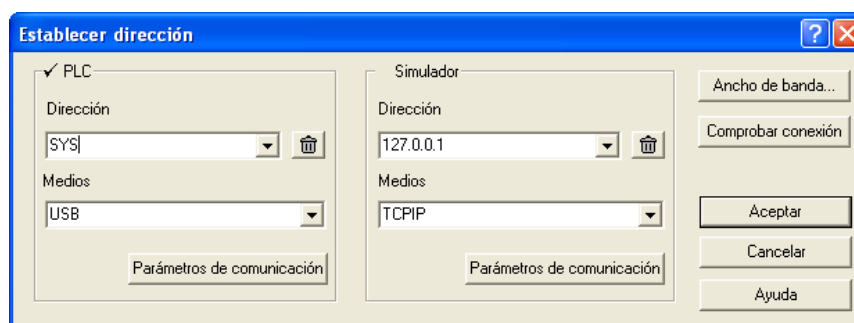 Establecer dirección
✓ PLC
Dirección
SYS
Medios
USB
Parámetros de comunicación
Simulador
Dirección
127.0.0.1
Medios
TCPIP
Parámetros de comunicación
Ancho de banda...
Comprobar conexión
Aceptar
Cancelar
Ayuda